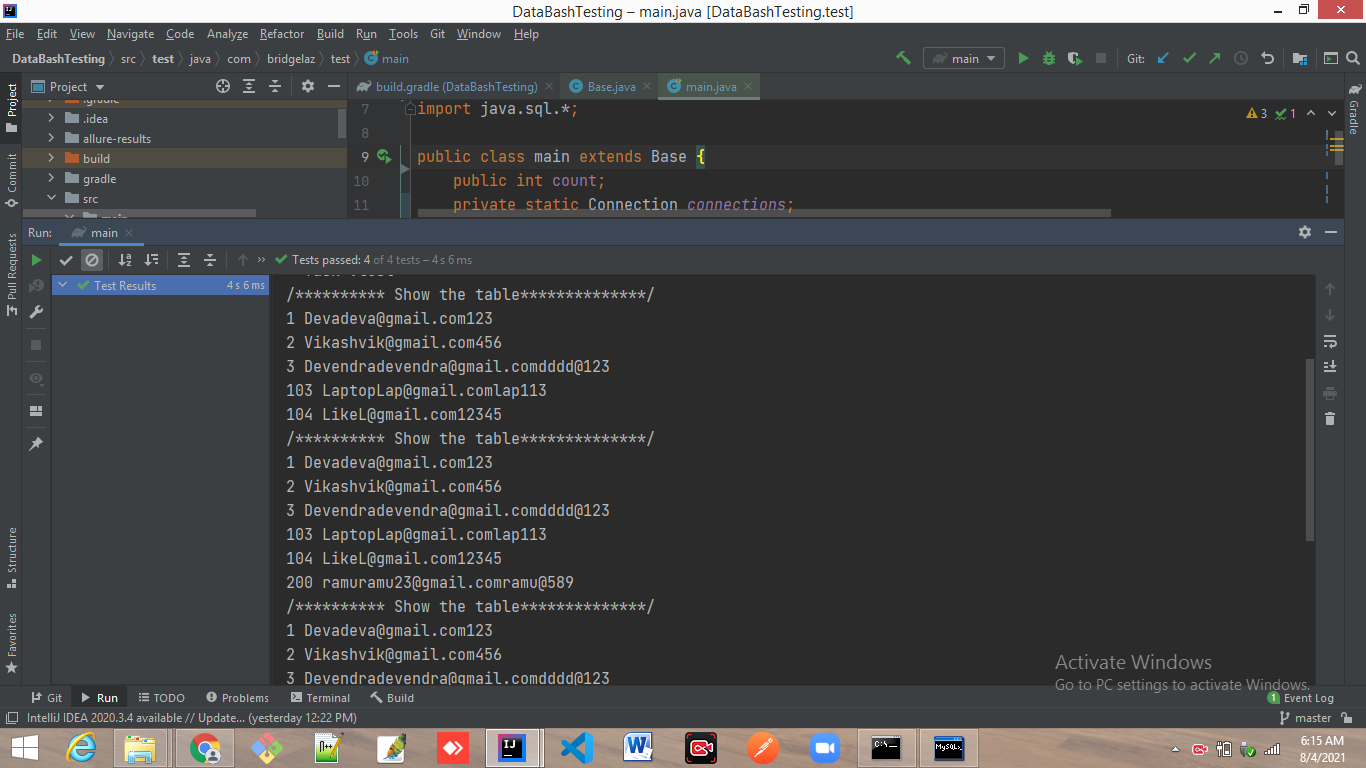 DataBashTesting – main.java [DataBashTesting.test]
File Edit View Navigate Code Analyze Refactor Build Run Tools Git Window Help
DataBashTesting src test java com bridgelaz test main
main Git:
Project
build.gradle (DataBashTesting) Base.java main.java
.gradle
.idea
allure-results
build
gradle
src
main
7 import java.sql.*;
8
9 public class main extends Base {
10 public int count;
11 private static Connection connections;
3 1
Project
Commit
Pull Requests
Structure
Favorites
Gradle
Run: main
Tests passed: 4 of 4 tests – 4 s 6 ms
Test Results 4 s 6 ms
/********** Show the table**************/
1 Devadeva@gmail.com123
2 Vikashvik@gmail.com456
3 Devendradevendra@gmail.comdddd@123
103 LaptopLap@gmail.comlap113
104 LikeL@gmail.com12345
/********** Show the table**************/
1 Devadeva@gmail.com123
2 Vikashvik@gmail.com456
3 Devendradevendra@gmail.comdddd@123
103 LaptopLap@gmail.comlap113
104 LikeL@gmail.com12345
200 ramuramu23@gmail.comramu@589
/********** Show the table**************/
1 Devadeva@gmail.com123
2 Vikashvik@gmail.com456
3 Devendradevendra@gmail.comdddd@123
Activate Windows
Go to PC settings to activate Windows.
Git Run TODO Problems Terminal Build 1 Event Log
IntelliJ IDEA 2020.3.4 available // Update... (yesterday 12:22 PM) master
6:15 AM
8/4/2021